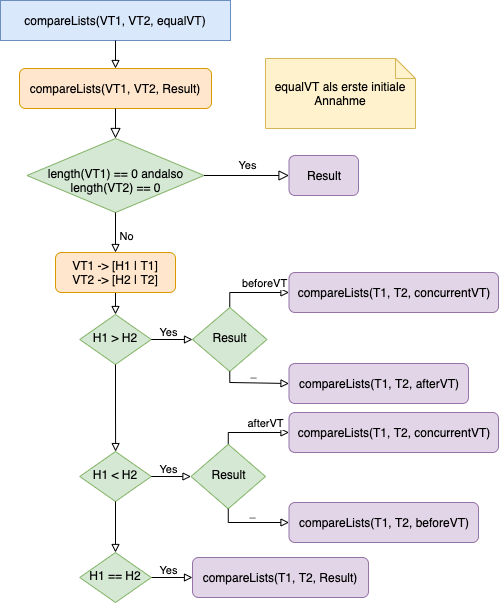 compareLists(VT1, VT2, equalVT)
compareLists(VT1, VT2, Result)
equalVT als erste initiale
Annahme
length(VT1) == 0 andalso
length(VT2) == 0
Yes
Result
No
VT1 -> [H1 | T1]
VT2 -> [H2 | T2]
beforeVT
compareLists(T1, T2, concurrentVT)
H1 > H2
Yes
Result
_
compareLists(T1, T2, afterVT)
afterVT
compareLists(T1, T2, concurrentVT)
H1 < H2
Yes
Result
_
compareLists(T1, T2, beforeVT)
H1 == H2
Yes
compareLists(T1, T2, Result)